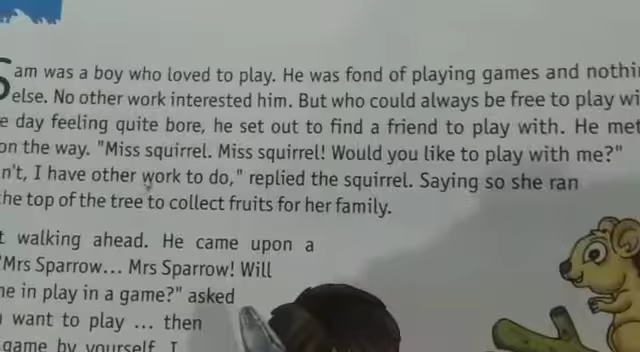 Sam was a boy who loved to play. He was fond of playing games and
else. No other work interested him. But who could always be free to play
day feeling quite bore, he set out to find a friend to play with. He met
on the way. "Miss squirrel. Miss squirrel! Would you like to play with me?"
I have other work to do," replied the squirrel. Saying so she ran
the top of the tree to collect fruits for her family.
walking ahead. He came upon a
"Mrs Sparrow... Mrs Sparrow! Will
in play in a game?" asked
want to play ... then
game by yourself. I